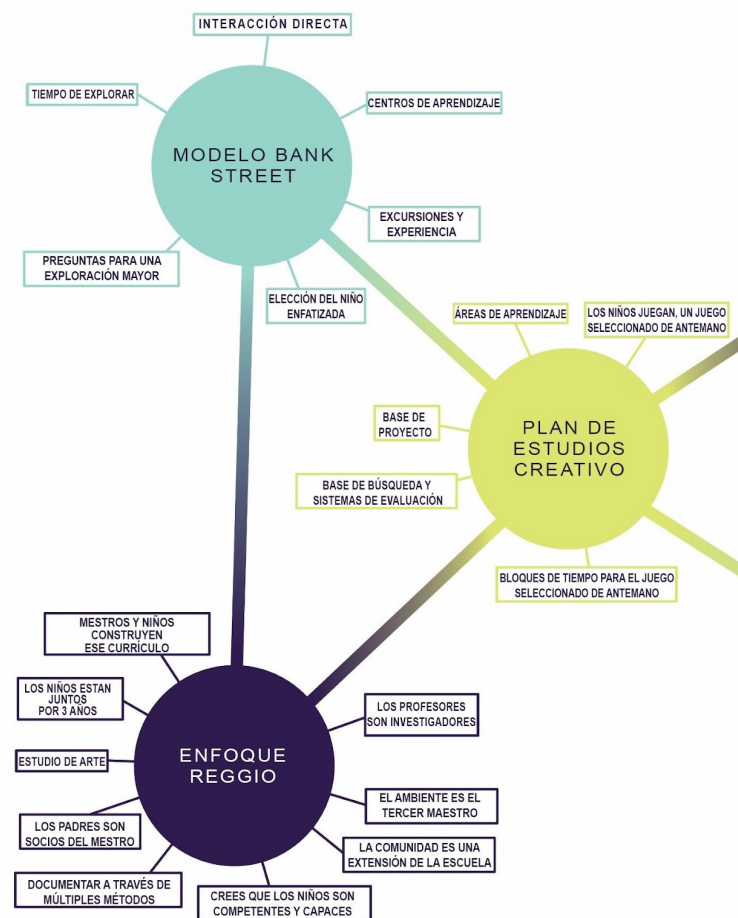 INTERACCIÓN DIRECTA
TIEMPO DE EXPLORAR
CENTROS DE APRENDIZAJE
MODELO BANK
STREET
EXCURSIONES Y
EXPERIENCIA
PREGUNTAS PARA UNA
EXPLORACIÓN MAYOR
ELECCIÓN DEL NIÑO
ENFATIZADA
ÁREAS DE APRENDIZAJE
LOS NIÑOS JUEGAN, UN JUEGO
SELECCIONADO DE ANTEMANO
BASE DE
PROYECTO
PLAN DE
ESTUDIOS
CREATIVO
BASE DE BÚSQUEDA Y
SISTEMAS DE EVALUACIÓN
BLOQUES DE TIEMPO PARA EL JUEGO
SELECCIONADO DE ANTEMANO
MESTROS Y NIÑOS
CONSTRUYEN
ESE CURRÍCULO
LOS NIÑOS ESTAN
JUNTOS
POR 3 AÑOS
LOS PROFESORES
SON INVESTIGADORES
ESTUDIO DE ARTE
ENFOQUE
REGGIO
EL AMBIENTE ES EL
TERCER MAESTRO
LOS PADRES SON
SOCIOS DEL MESTRO
LA COMUNIDAD ES UNA
EXTENSIÓN DE LA ESCUELA
DOCUMENTAR A TRAVÉS DE
MÚLTIPLES MÉTODOS
CREES QUE LOS NIÑOS SON
COMPETENTES Y CAPACES